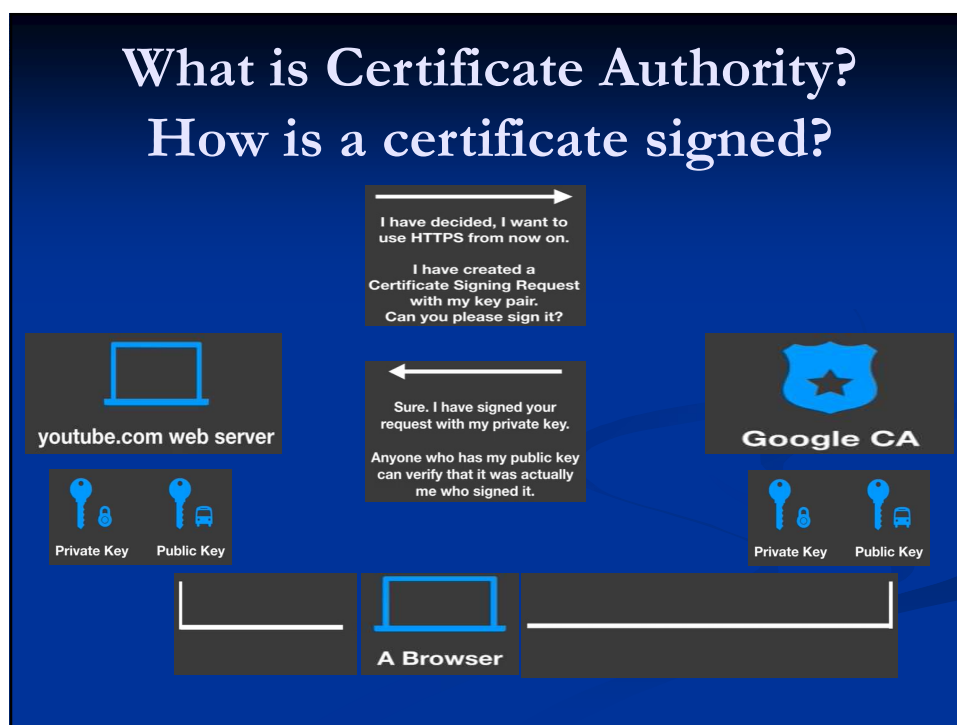 What is Certificate Authority?
How is a certificate signed?
I have decided, I want to
use HTTPS from now on.
I have created a
Certificate Signing Request
with my key pair.
Can you please sign it?
youtube.com web server
Sure. I have signed your
request with my private key.
Anyone who has my public key
can verify that it was actually
me who signed it.
Google CA
Private Key
Public Key
Private Key
Public Key
A Browser